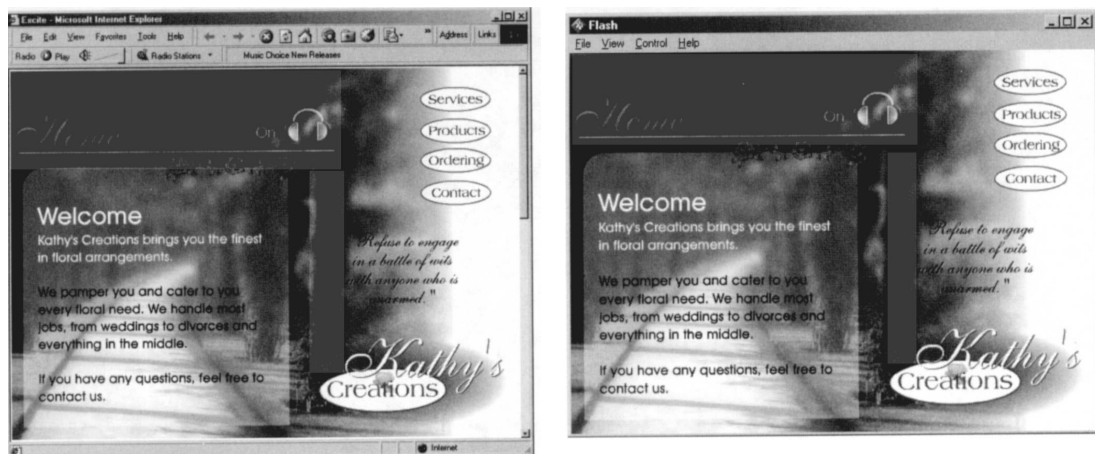 Excite - Microsoft Internet Explorer
File Edit View Favorites Tools Help
Address Links
Radio Play Radio Stations Music Choice New Releases
Home
On
Services
Products
Ordering
Contact
Welcome
Kathy's Creations brings you the finest
in floral arrangements.
We pamper you and cater to you
every floral need. We handle most
jobs, from weddings to divorces and
everything in the middle.
If you have any questions, feel free to
contact us.
"Refuse to engage
in a battle of wits
with anyone who is
unarmed."
Kathy's
Creations
Internet
Flash
File View Control Help
Home
On
Services
Products
Ordering
Contact
Welcome
Kathy's Creations brings you the finest
in floral arrangements.
We pamper you and cater to you
every floral need. We handle most
jobs, from weddings to divorces and
everything in the middle.
If you have any questions, feel free to
contact us.
"Refuse to engage
in a battle of wits
with anyone who is
unarmed."
Kathy's
Creations